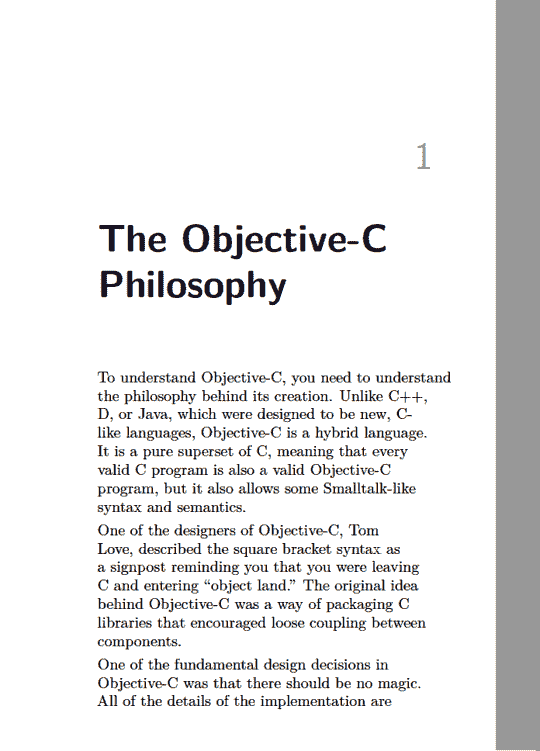 1
The Objective-C
Philosophy
To understand Objective-C, you need to understand
the philosophy behind its creation. Unlike C++,
D, or Java, which were designed to be new, C-
like languages, Objective-C is a hybrid language.
It is a pure superset of C, meaning that every
valid C program is also a valid Objective-C
program, but it also allows some Smalltalk-like
syntax and semantics.
One of the designers of Objective-C, Tom
Love, described the square bracket syntax as
a signpost reminding you that you were leaving
C and entering “object land.” The original idea
behind Objective-C was a way of packaging C
libraries that encouraged loose coupling between
components.
One of the fundamental design decisions in
Objective-C was that there should be no magic.
All of the details of the implementation are